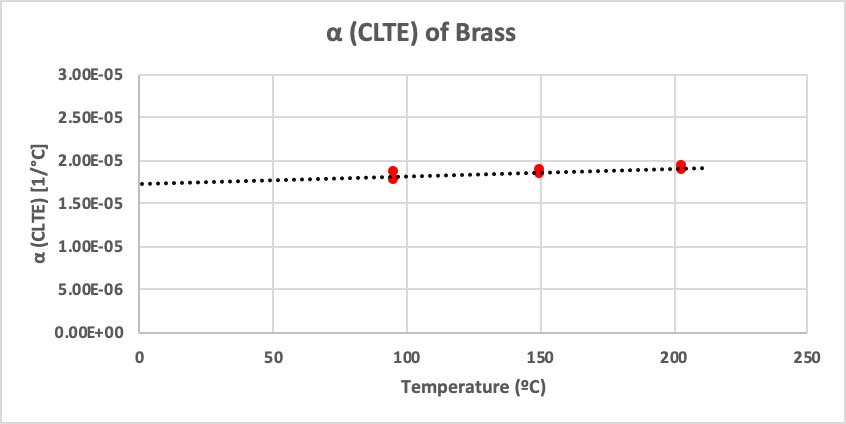 α (CLTE) of Brass
3.00E-05
2.50E-05
2.00E-05
1.50E-05
1.00E-05
5.00E-06
0.00E+00
α (CLTE) [1/°C]
0 50 100 150 200 250
Temperature (ºC)